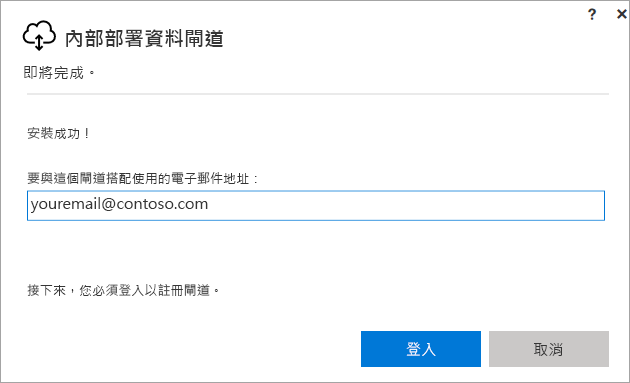 ? ×
內部部署資料閘道
即將完成。
安裝成功！
要與這個閘道搭配使用的電子郵件地址：
youremail@contoso.com
接下來，您必須登入以註冊閘道。
登入 取消